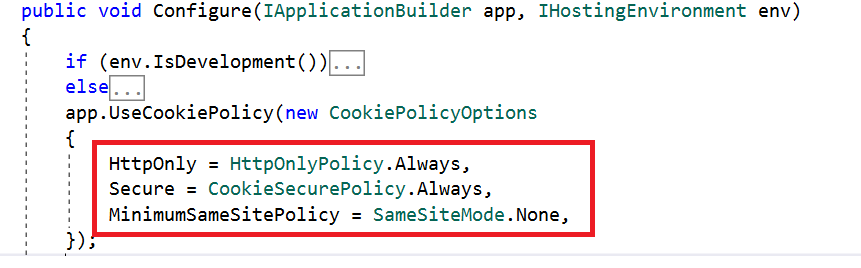 public void Configure(IApplicationBuilder app, IHostingEnvironment env)
{
if (env.IsDevelopment())...
else...
app.UseCookiePolicy(new CookiePolicyOptions
{
HttpOnly = HttpOnlyPolicy.Always,
Secure = CookieSecurePolicy.Always,
MinimumSameSitePolicy = SameSiteMode.None,
});